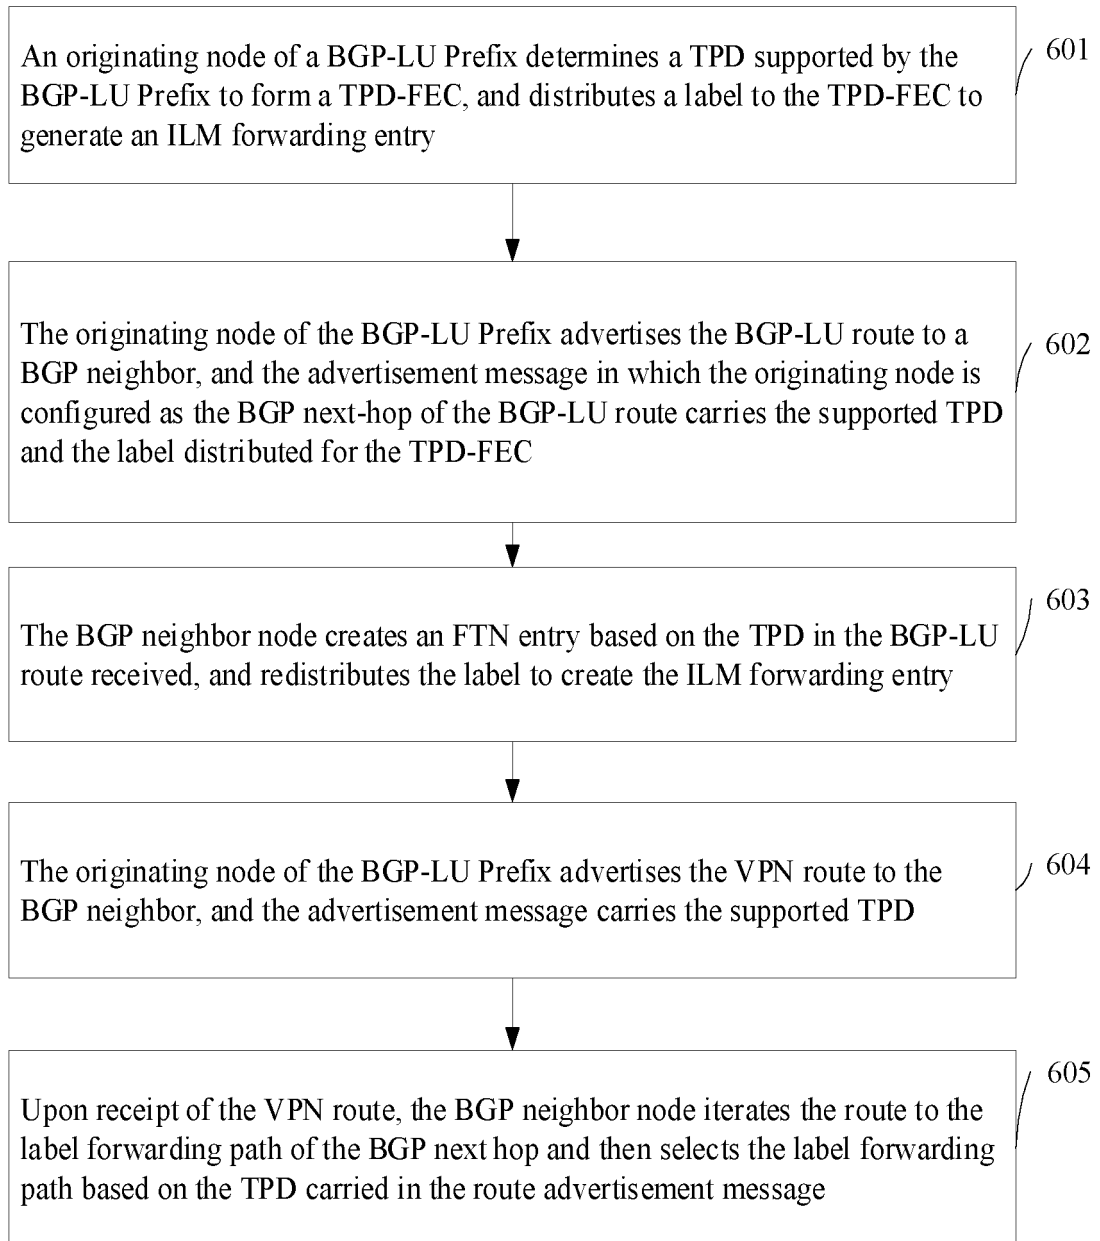 An originating node of a BGP-LU Prefix determines a TPD supported by the
BGP-LU Prefix to form a TPD-FEC, and distributes a label to the TPD-FEC to
generate an ILM forwarding entry
601
The originating node of the BGP-LU Prefix advertises the BGP-LU route to a
BGP neighbor, and the advertisement message in which the originating node is
configured as the BGP next-hop of the BGP-LU route carries the supported TPD
and the label distributed for the TPD-FEC
602
The BGP neighbor node creates an FTN entry based on the TPD in the BGP-LU
route received, and redistributes the label to create the ILM forwarding entry
603
The originating node of the BGP-LU Prefix advertises the VPN route to the
BGP neighbor, and the advertisement message carries the supported TPD
604
Upon receipt of the VPN route, the BGP neighbor node iterates the route to the
label forwarding path of the BGP next hop and then selects the label forwarding
path based on the TPD carried in the route advertisement message
605